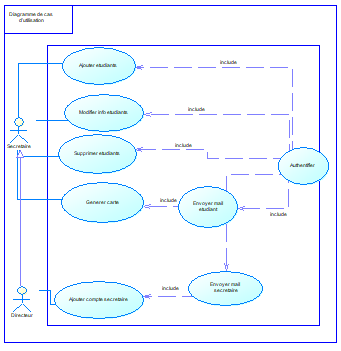 Diagramme de cas
d'utilisation
Ajouter etudiants
include
Modifier info etudiants
include
Secretaire
Supprimer etudiants
include
Authentifier
Generer carte
include
Envoyer mail
etudiant
include
Directeur
Ajouter compte secretaire
include
Envoyer mail
secretaire